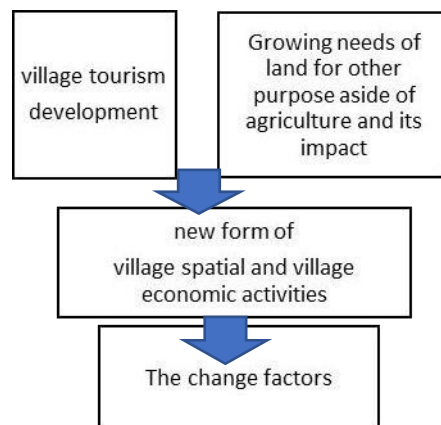 village tourism
development
Growing needs of
land for other
purpose aside of
agriculture and its
impact
new form of
village spatial and village
economic activities
The change factors